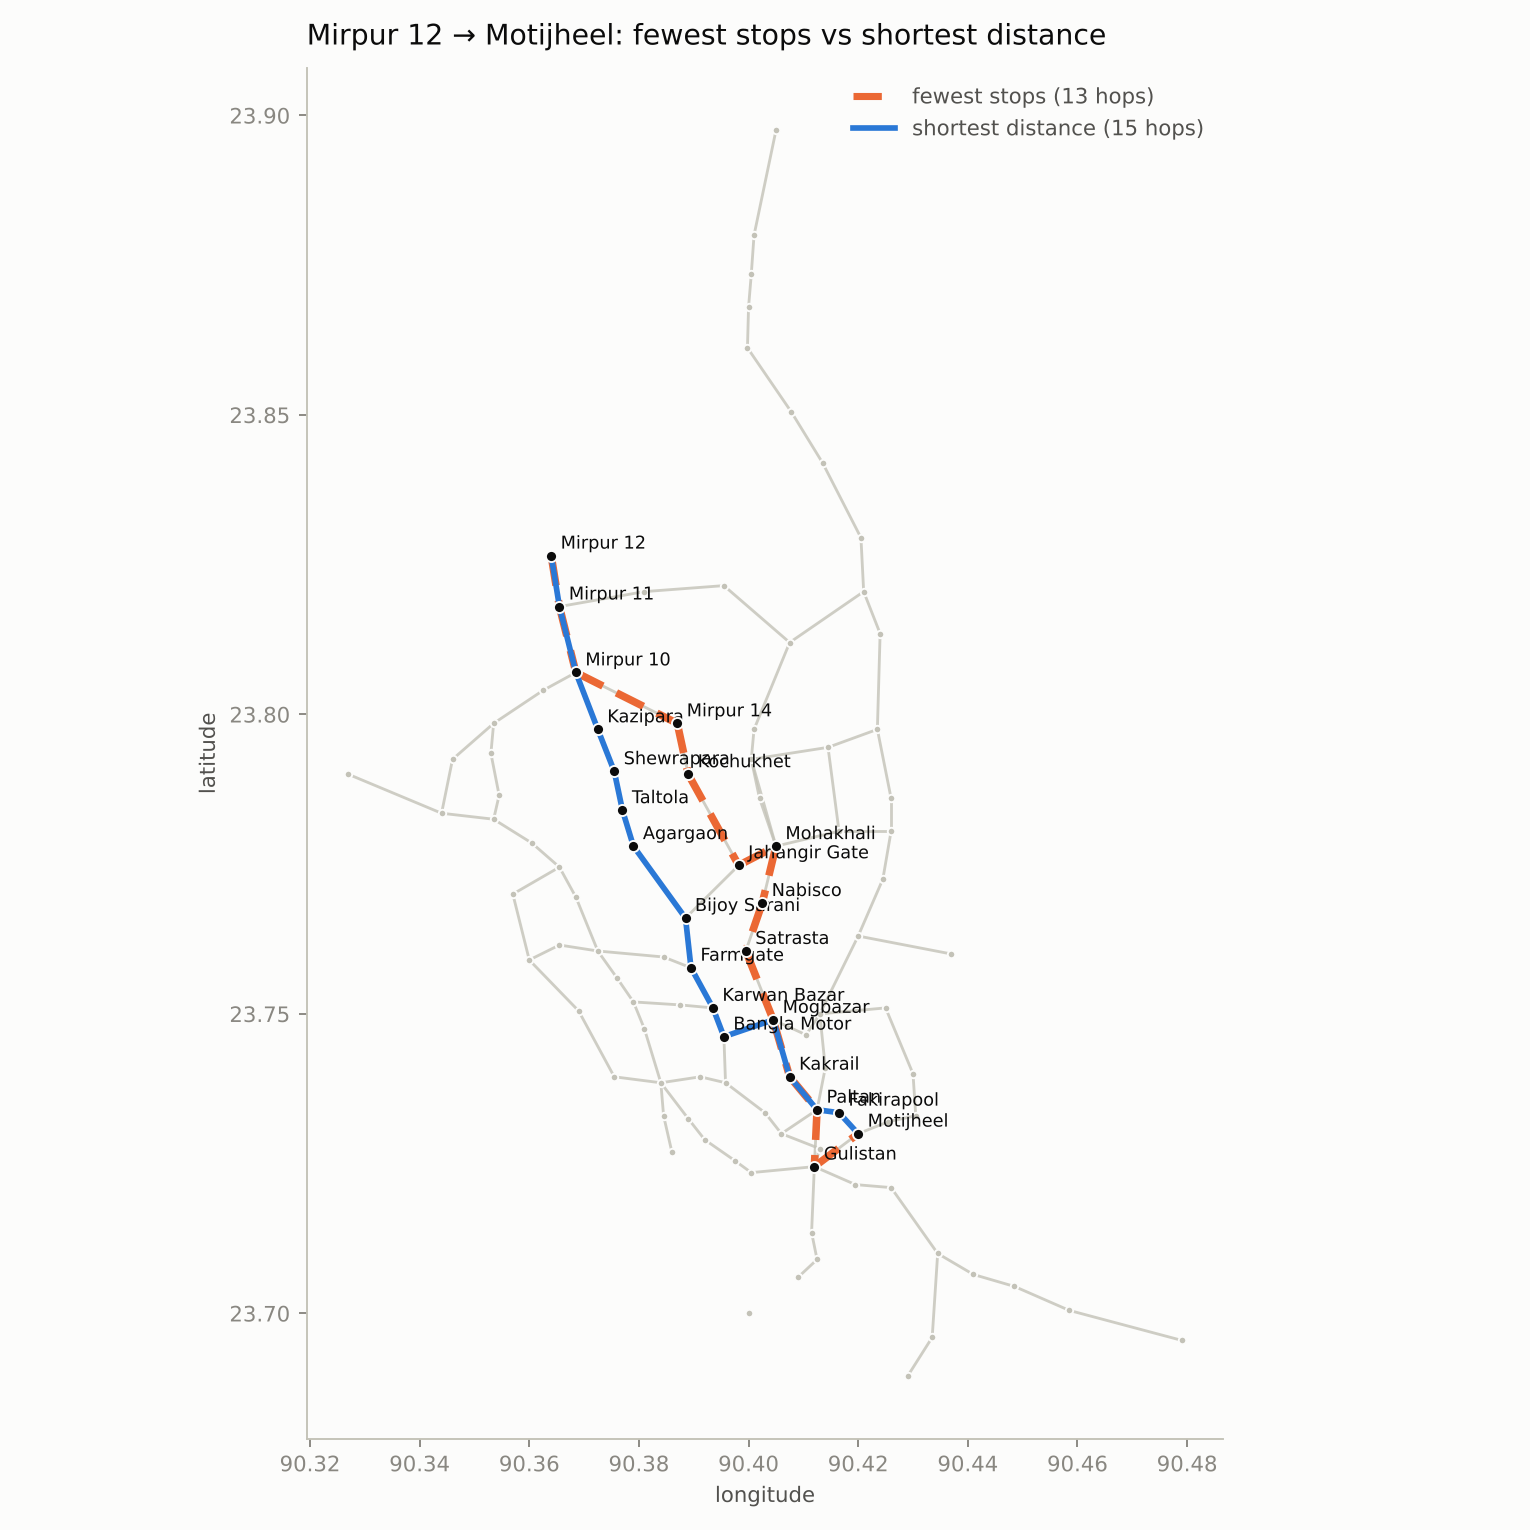 Mirpur 12 → Motijheel: fewest stops vs shortest distance
fewest stops (13 hops)
shortest distance (15 hops)
23.90
23.85
23.80
23.75
23.70
latitude
Mirpur 12
Mirpur 11
Mirpur 10
Mirpur 14
Kazipara
Shewrapara
Kochukhet
Taltola
Agargaon
Mohakhali
Jahangir Gate
Nabisco
Bijoy Sarani
Satrasta
Farmgate
Karwan Bazar
Mogbazar
Bangla Motor
Kakrail
Paltan
Fakirapool
Motijheel
Gulistan
90.32
90.34
90.36
90.38
90.40
90.42
90.44
90.46
90.48
longitude